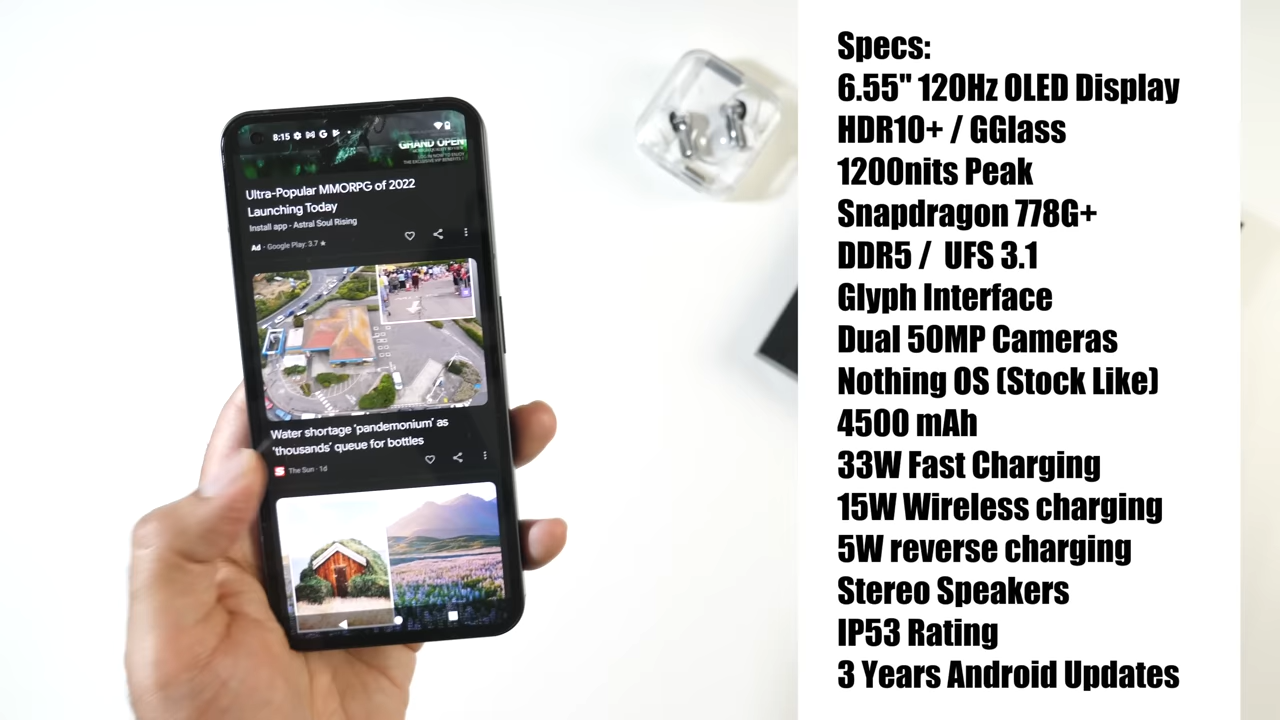 8:15
GRAND OPEN
Ultra-Popular MMORPG of 2022
Launching Today
Install app - Astral Soul Rising
Ad · Google Play: 3.7 ★
Water shortage 'pandemonium' as
'thousands' queue for bottles
The Sun · 1d
Specs:
6.55" 120Hz OLED Display
HDR10+ / GGlass
1200nits Peak
Snapdragon 778G+
DDR5 / UFS 3.1
Glyph Interface
Dual 50MP Cameras
Nothing OS (Stock Like)
4500 mAh
33W Fast Charging
15W Wireless charging
5W reverse charging
Stereo Speakers
IP53 Rating
3 Years Android Updates